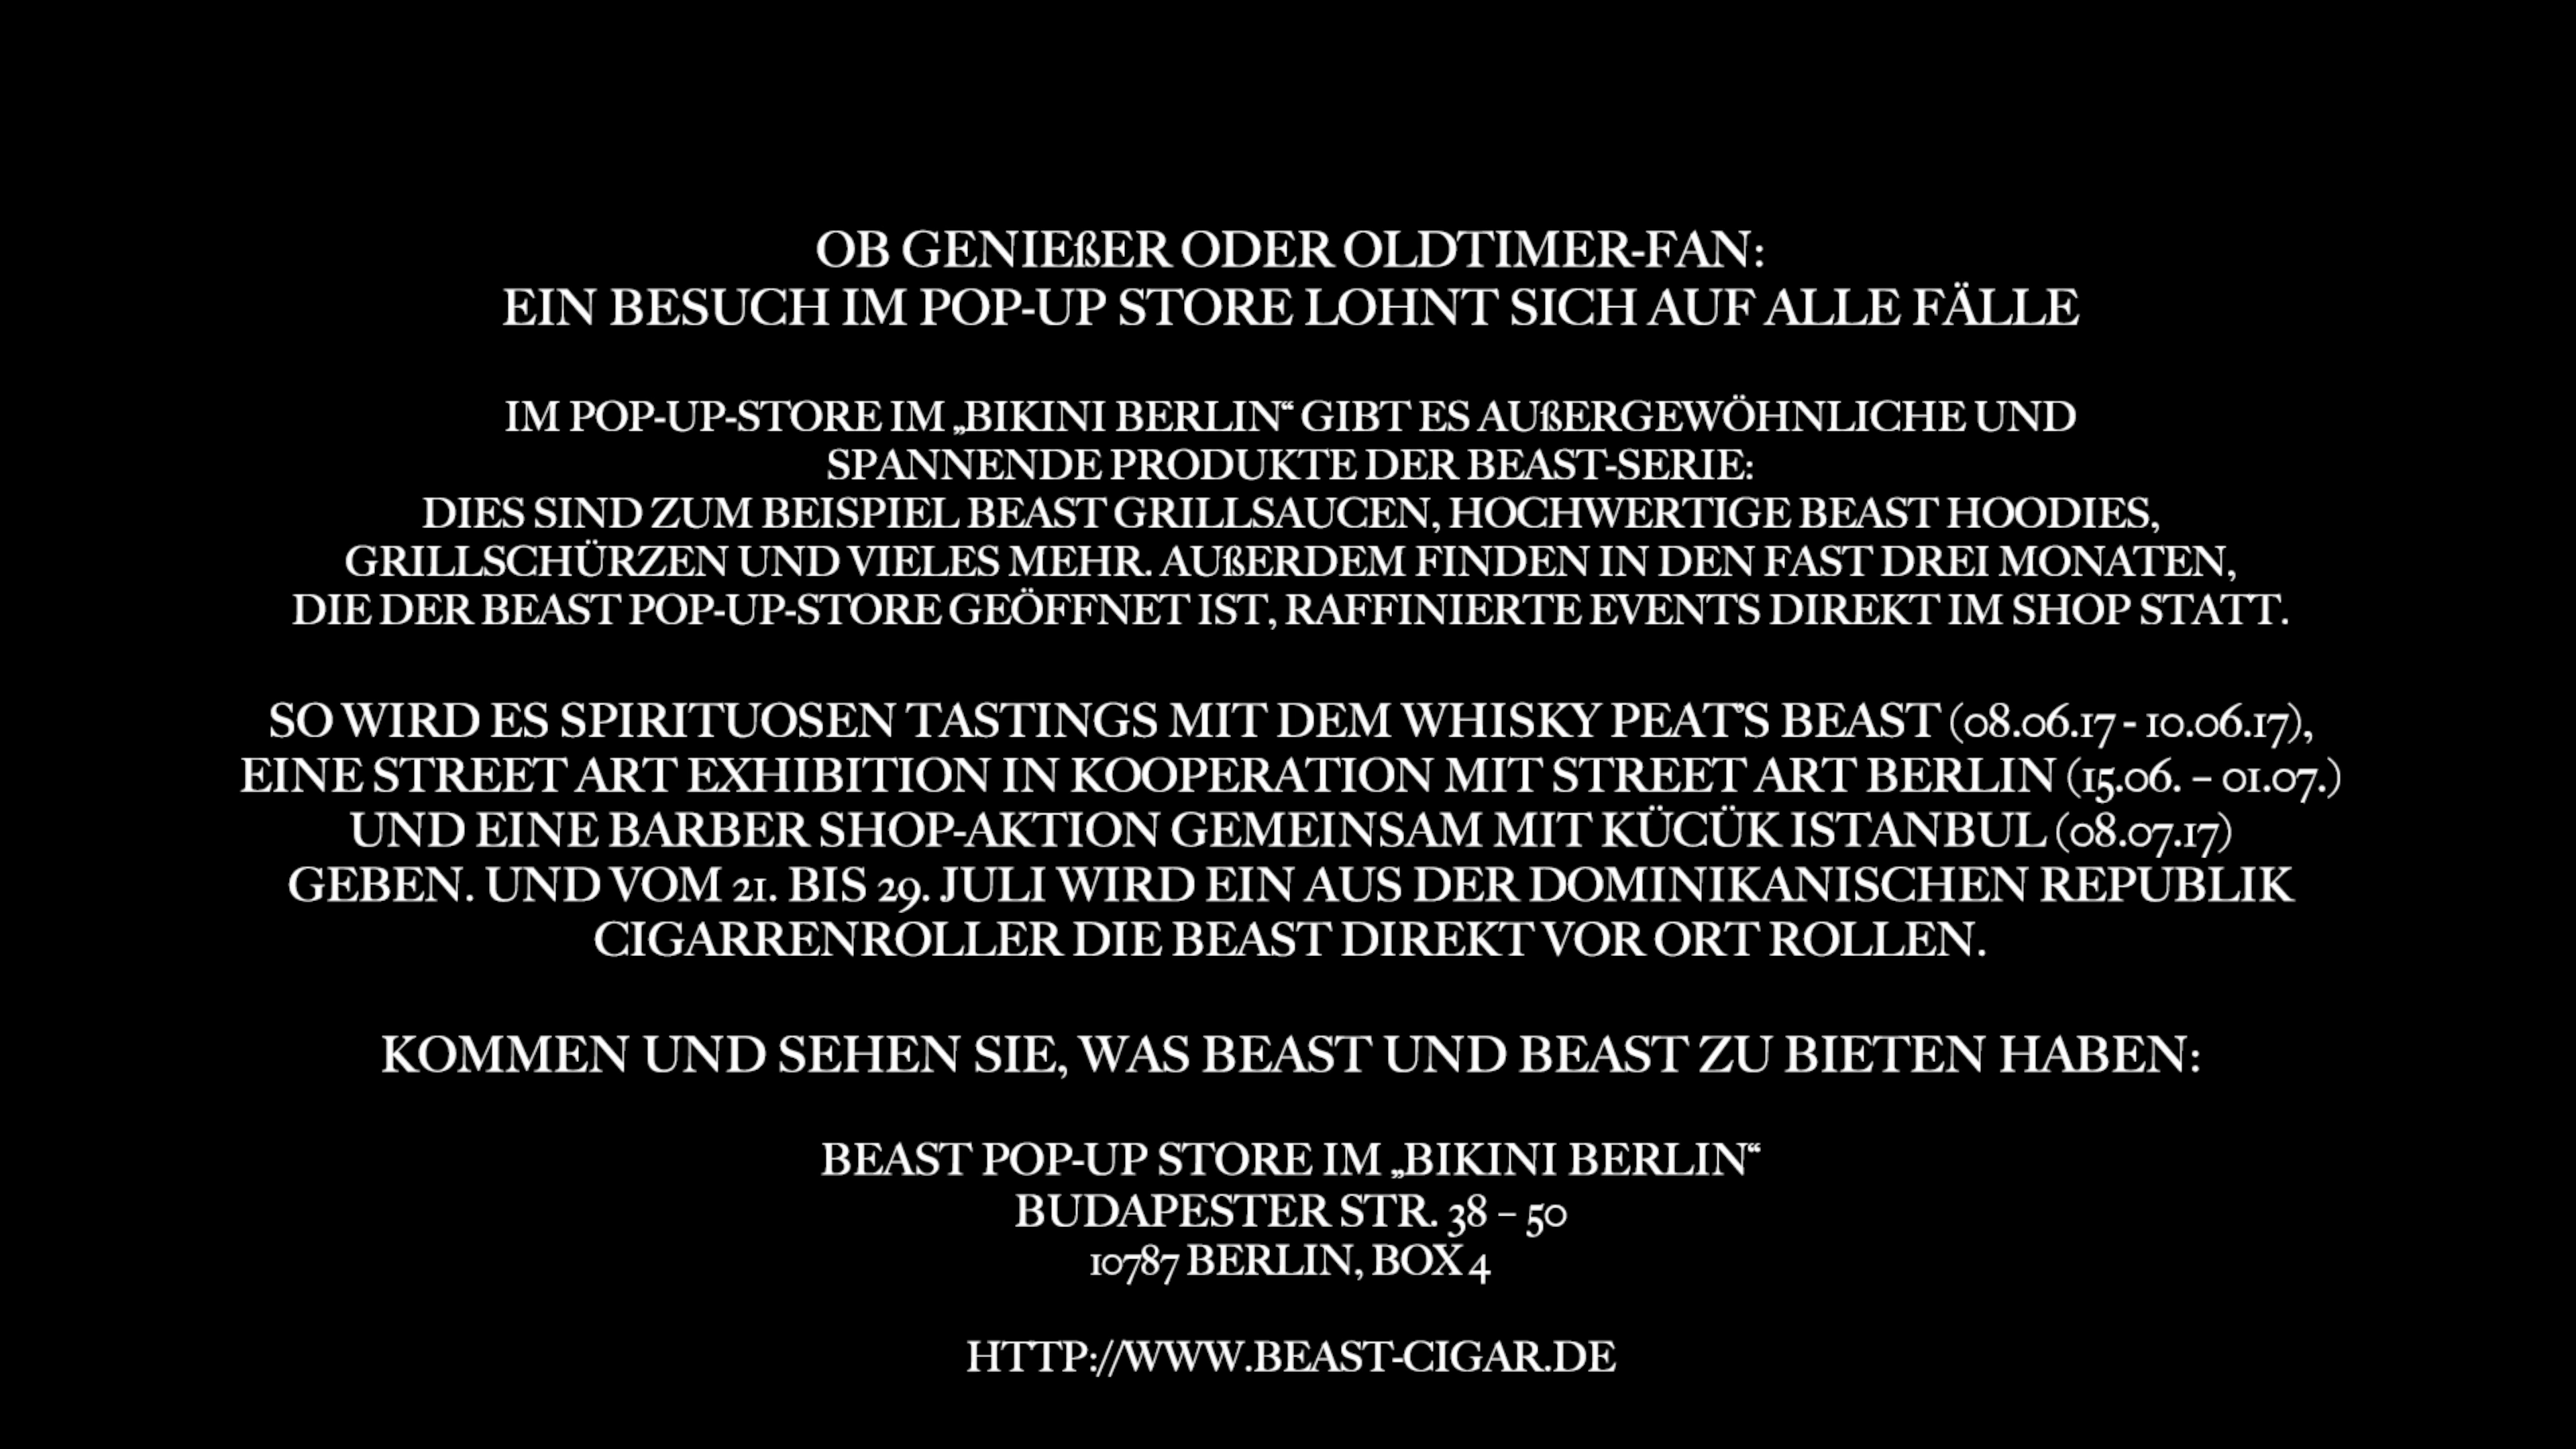 OB GENIEßER ODER OLDTIMER-FAN:
EIN BESUCH IM POP-UP STORE LOHNT SICH AUF ALLE FÄLLE
IM POP-UP-STORE IM „BIKINI BERLIN“ GIBT ES AUßERGEWÖHNLICHE UND
SPANNENDE PRODUKTE DER BEAST-SERIE:
DIES SIND ZUM BEISPIEL BEAST GRILLSAUCEN, HOCHWERTIGE BEAST HOODIES,
GRILLSCHÜRZEN UND VIELES MEHR. AUßERDEM FINDEN IN DEN FAST DREI MONATEN,
DIE DER BEAST POP-UP-STORE GEÖFFNET IST, RAFFINIERTE EVENTS DIREKT IM SHOP STATT.
SO WIRD ES SPIRITUOSEN TASTINGS MIT DEM WHISKY PEAT’S BEAST (08.06.17 - 10.06.17),
EINE STREET ART EXHIBITION IN KOOPERATION MIT STREET ART BERLIN (15.06. – 01.07.)
UND EINE BARBER SHOP-AKTION GEMEINSAM MIT KÜCÜK ISTANBUL (08.07.17)
GEBEN. UND VOM 21. BIS 29. JULI WIRD EIN AUS DER DOMINIKANISCHEN REPUBLIK
CIGARRENROLLER DIE BEAST DIREKT VOR ORT ROLLEN.
KOMMEN UND SEHEN SIE, WAS BEAST UND BEAST ZU BIETEN HABEN:
BEAST POP-UP STORE IM „BIKINI BERLIN“
BUDAPESTER STR. 38 – 50
10787 BERLIN, BOX 4
HTTP://WWW.BEAST-CIGAR.DE